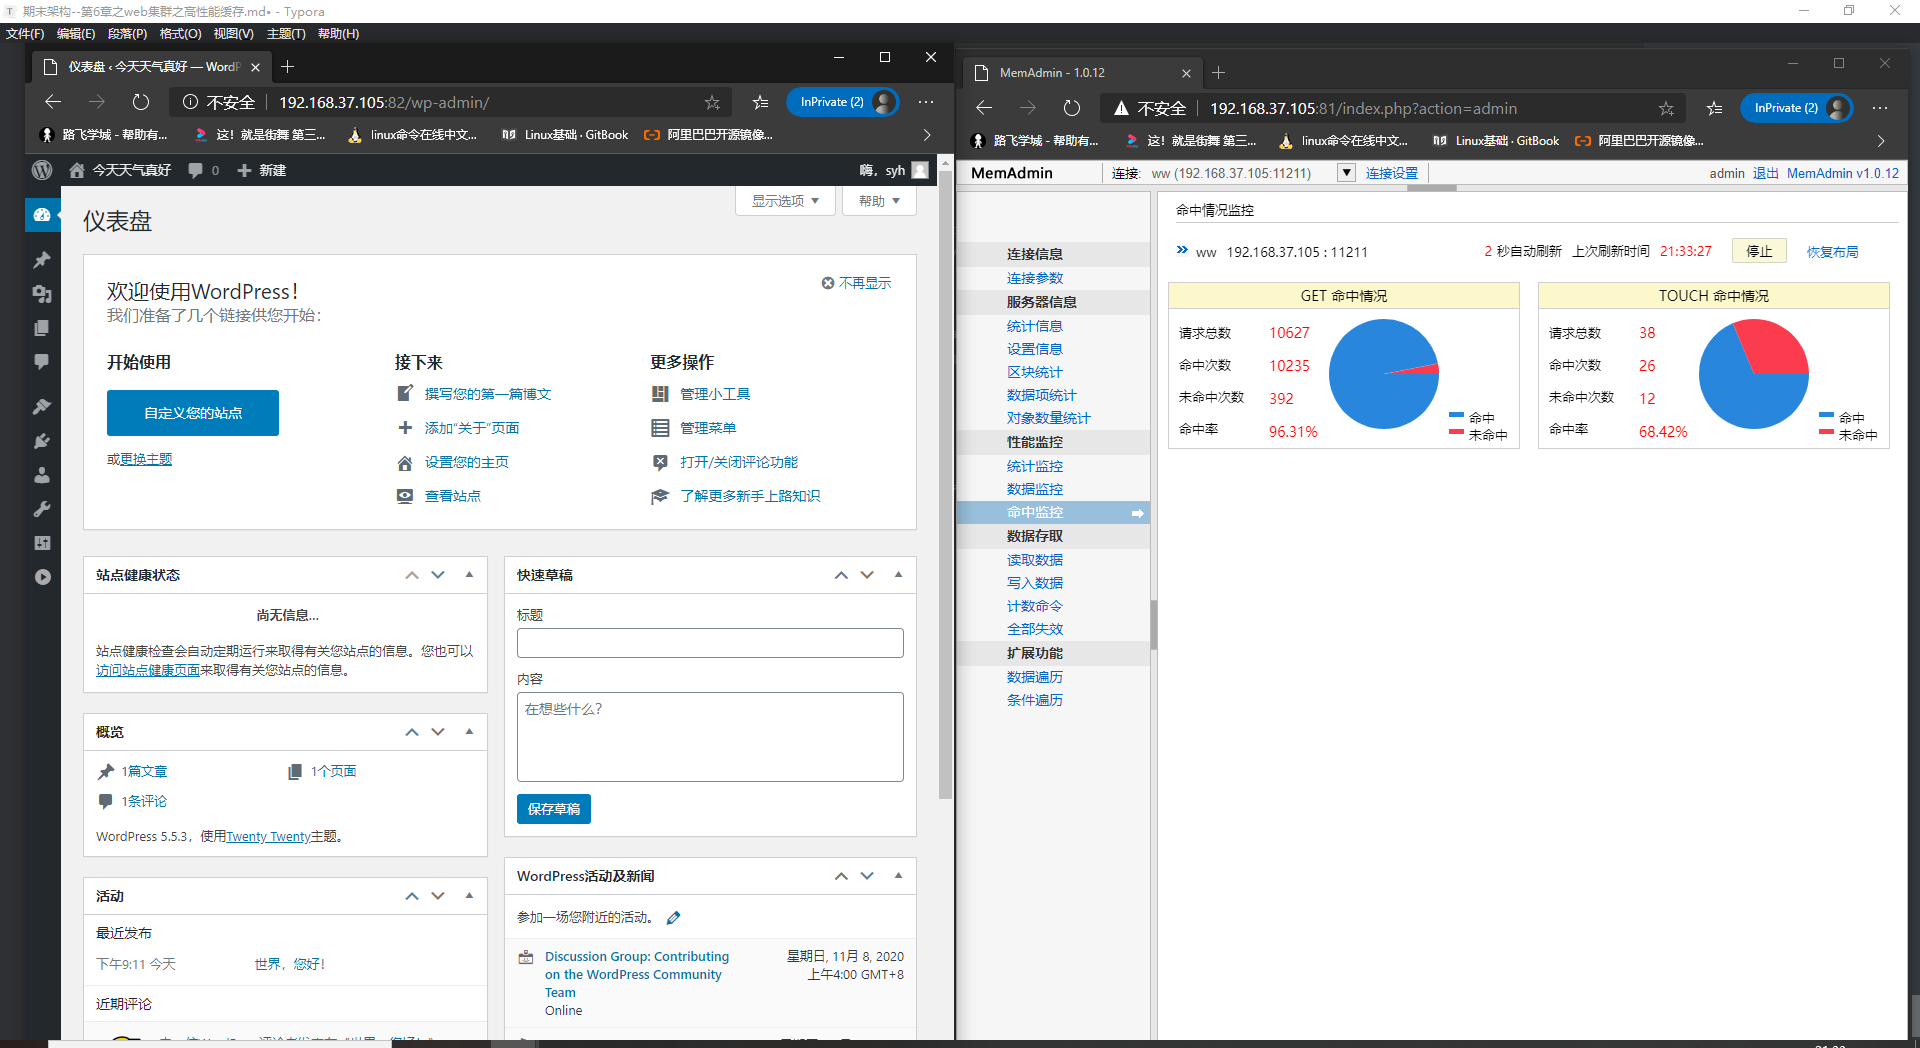 期末架构--第6章之web集群之高性能缓存.md• - Typora
文件(F) 编辑(E) 段落(P) 格式(O) 视图(V) 主题(T) 帮助(H)
仪表盘 ‹ 今天天气真好 — WordP
不安全 192.168.37.105:82/wp-admin/
InPrivate (2)
路飞学城 - 帮助有... 这！就是街舞 第三... linux命令在线中文... Linux基础 · GitBook 阿里巴巴开源镜像...
今天天气真好 0 新建 嗨，syh
显示选项 帮助
仪表盘
欢迎使用WordPress！
不再显示
我们准备了几个链接供您开始：
开始使用
自定义您的站点
或更换主题
接下来
撰写您的第一篇博文
添加“关于”页面
设置您的主页
查看站点
更多操作
管理小工具
管理菜单
打开/关闭评论功能
了解更多新手上路知识
站点健康状态
尚无信息...
站点健康检查会自动定期运行来取得有关您站点的信息。您也可以
访问站点健康页面来取得有关您站点的信息。
概览
1篇文章 1个页面
1条评论
WordPress 5.5.3，使用Twenty Twenty主题。
活动
最近发布
下午9:11 今天 世界，您好！
近期评论
快速草稿
标题
内容
在想些什么？
保存草稿
WordPress活动及新闻
参加一场您附近的活动。
Discussion Group: Contributing
on the WordPress Community
Team
Online
星期日, 11月 8, 2020
上午4:00 GMT+8
MemAdmin - 1.0.12
不安全 192.168.37.105:81/index.php?action=admin
InPrivate (2)
路飞学城 - 帮助有... 这！就是街舞 第三... linux命令在线中文... Linux基础 · GitBook 阿里巴巴开源镜像...
MemAdmin 连接: ww (192.168.37.105:11211) 连接设置 admin 退出 MemAdmin v1.0.12
连接信息
连接参数
服务器信息
统计信息
设置信息
区块统计
数据项统计
对象数量统计
性能监控
统计监控
数据监控
命中监控
数据存取
读取数据
写入数据
计数命令
全部失效
扩展功能
数据遍历
条件遍历
命中情况监控
ww 192.168.37.105 : 11211 2 秒自动刷新 上次刷新时间 21:33:27 停止 恢复布局
GET 命中情况
请求总数 10627
命中次数 10235
未命中次数 392
命中率 96.31%
命中
未命中
TOUCH 命中情况
请求总数 38
命中次数 26
未命中次数 12
命中率 68.42%
命中
未命中